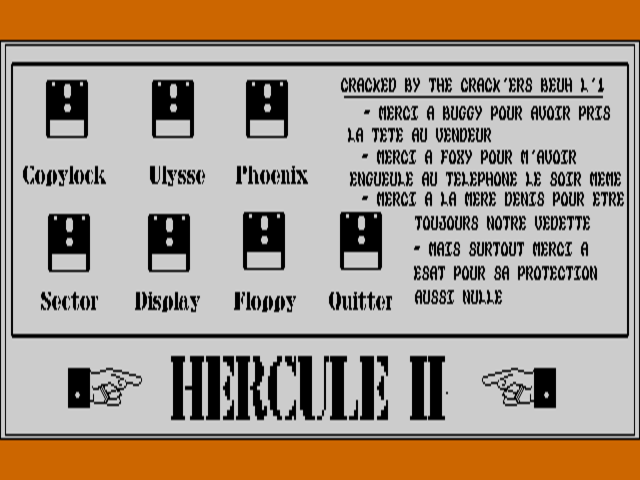 CRACKED BY THE CRACK'ERS BEUH L'1
- MERCI A BUGGY POUR AVOIR PRIS
LA TETE AU VENDEUR
- MERCI A FOXY POUR M'AVOIR
ENGUEULE AU TELEPHONE LE SOIR MEME
- MERCI A LA MERE DENIS POUR ETRE
TOUJOURS NOTRE VEDETTE
- MAIS SURTOUT MERCI A
ESAT POUR SA PROTECTION
AUSSI NULLE
Copylock Ulysse Phoenix
Sector Display Floppy Quitter
HERCULE II